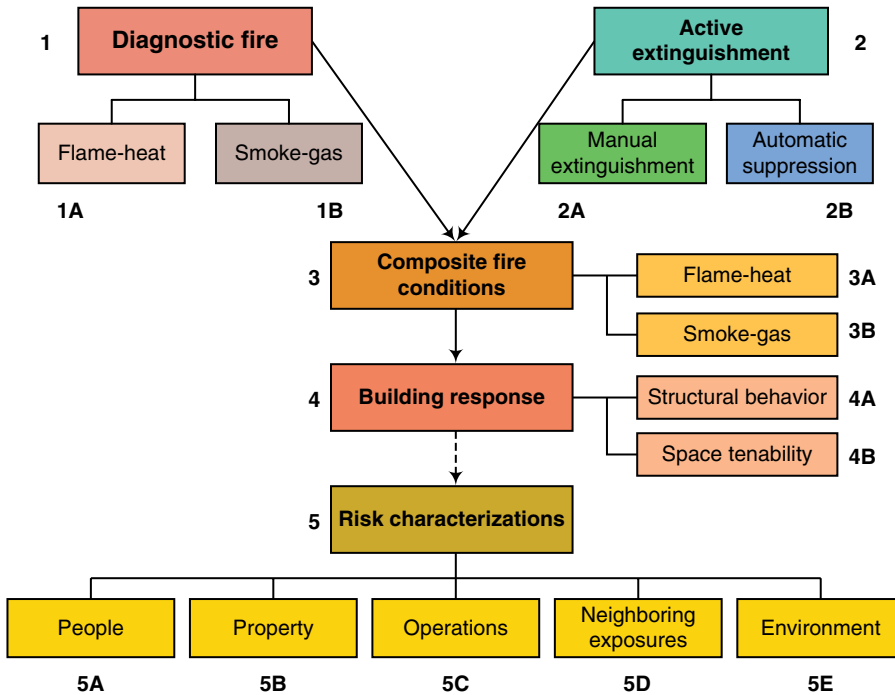 1
Diagnostic fire
Active
extinguishment
2
Flame-heat
Smoke-gas
Manual
extinguishment
Automatic
suppression
1A
1B
2A
2B
3
Composite fire
conditions
Flame-heat
3A
Smoke-gas
3B
4
Building response
Structural behavior
4A
Space tenability
4B
5
Risk characterizations
People
Property
Operations
Neighboring
exposures
Environment
5A
5B
5C
5D
5E